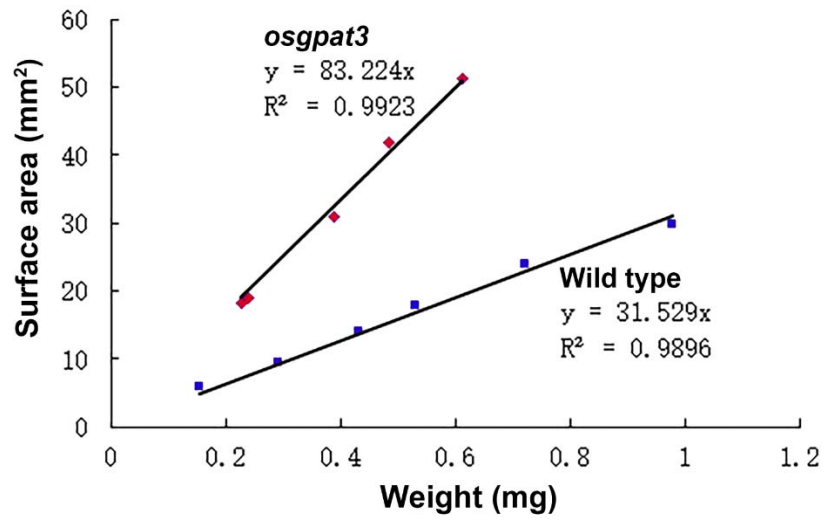 60
50
40
30
20
10
0
Surface area (mm²)
osgpat3
y = 83.224x
R² = 0.9923
Wild type
y = 31.529x
R² = 0.9896
0 0.2 0.4 0.6 0.8 1 1.2
Weight (mg)